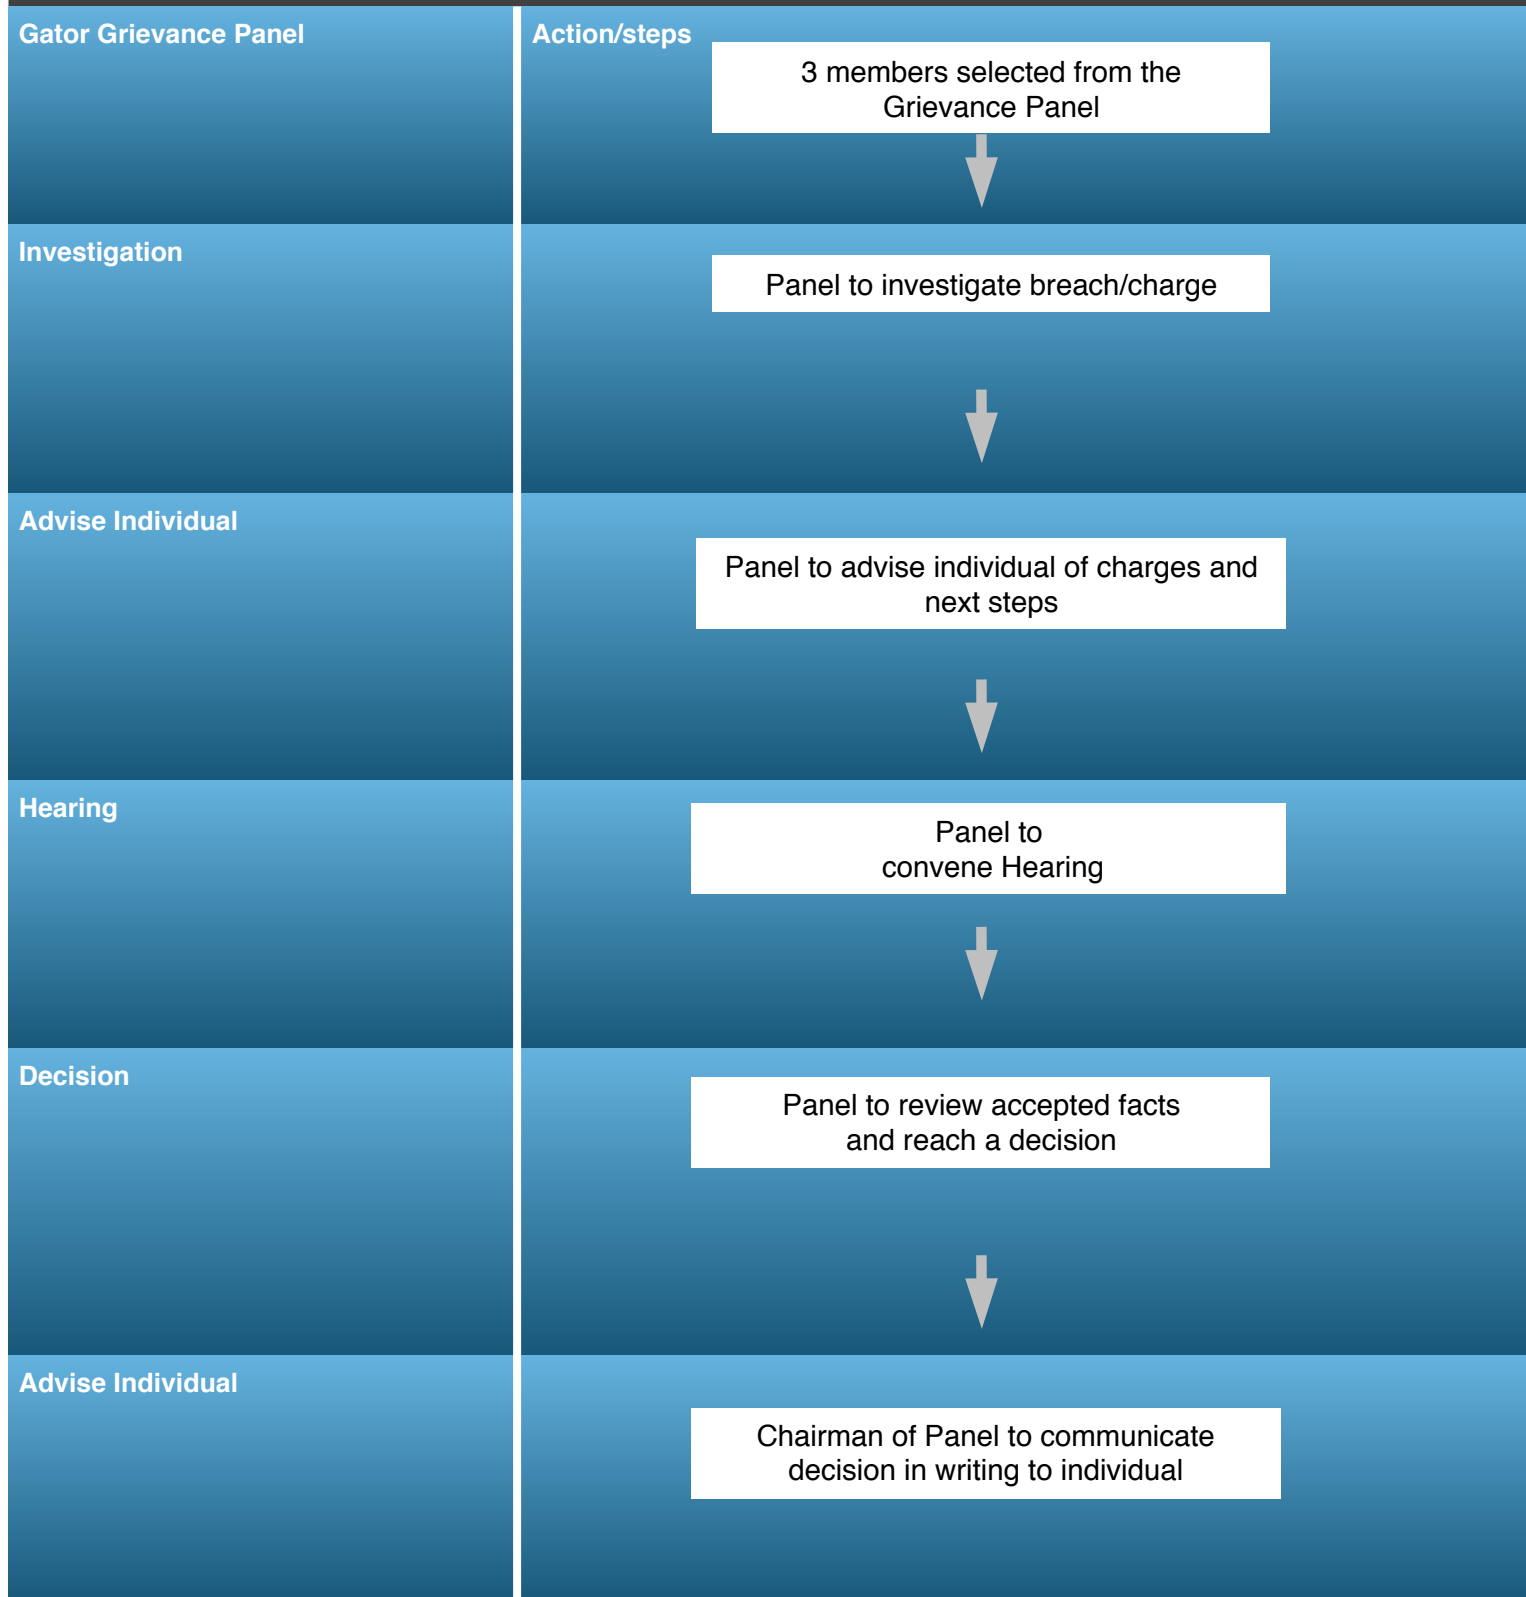 Gator Grievance Panel
Action/steps
3 members selected from the
Grievance Panel
Investigation
Panel to investigate breach/charge
Advise Individual
Panel to advise individual of charges and
next steps
Hearing
Panel to
convene Hearing
Decision
Panel to review accepted facts
and reach a decision
Advise Individual
Chairman of Panel to communicate
decision in writing to individual